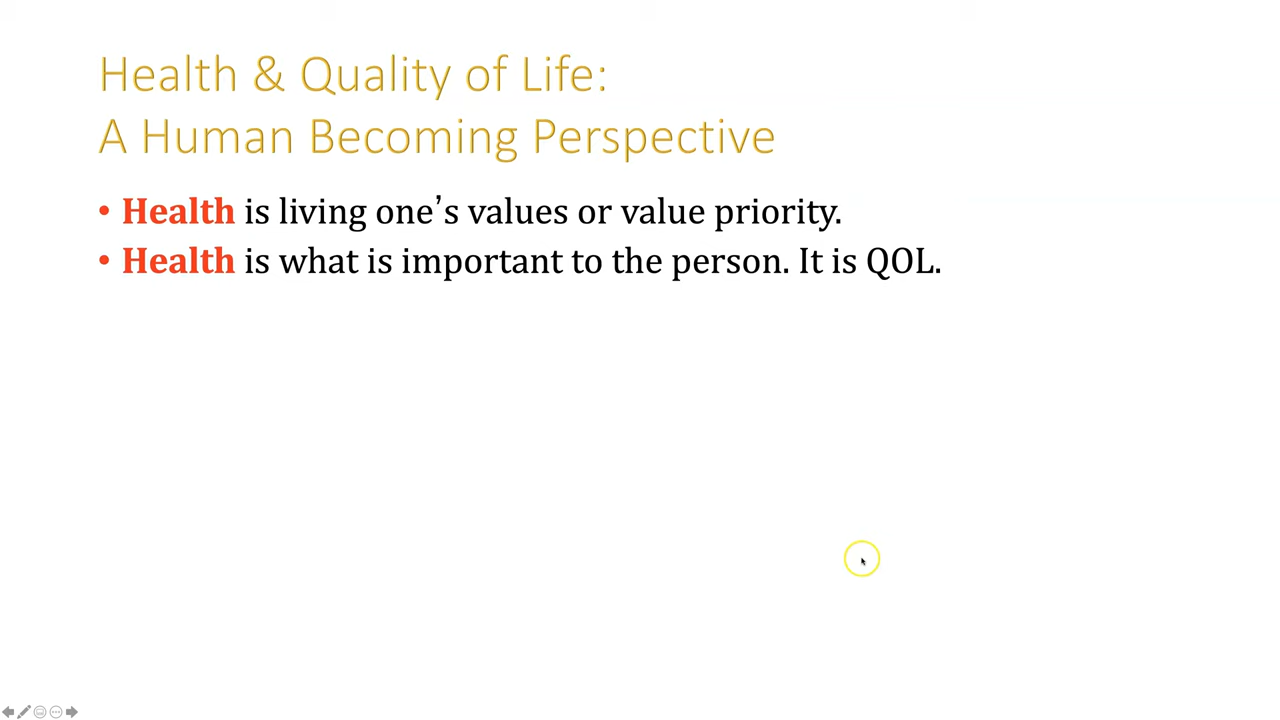 Health & Quality of Life:
A Human Becoming Perspective
• Health is living one’s values or value priority.
• Health is what is important to the person. It is QOL.